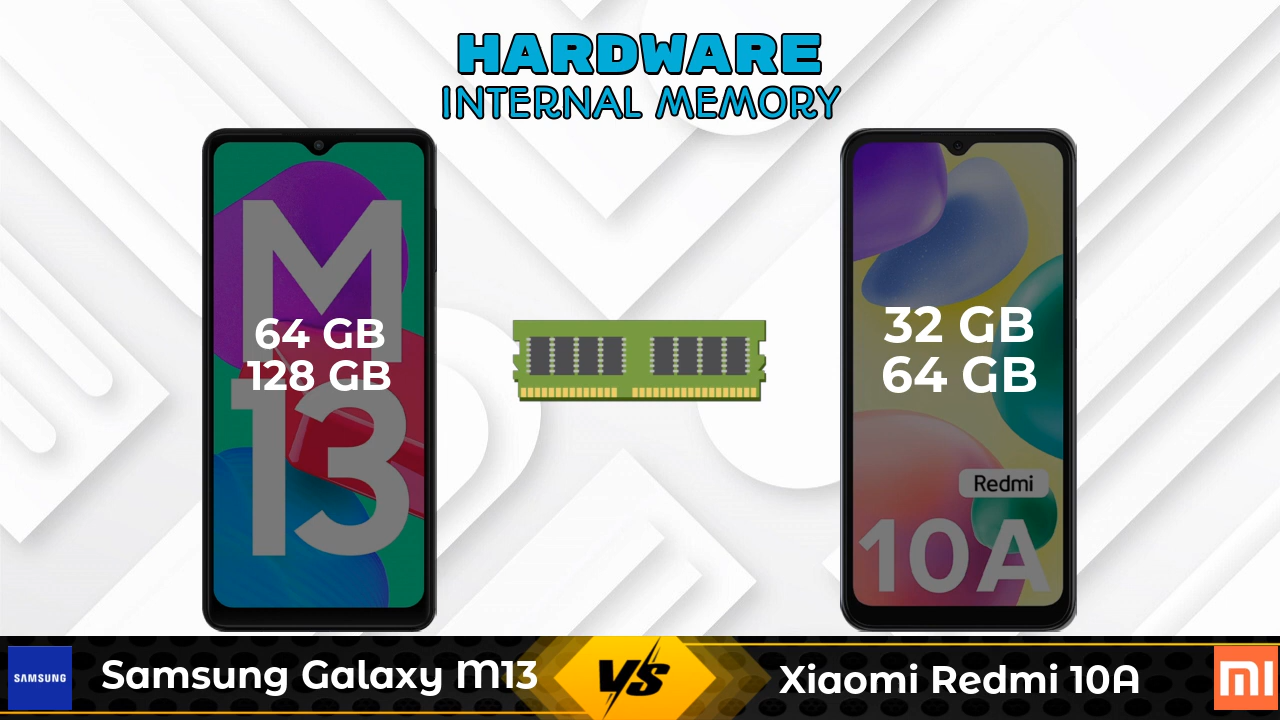 HARDWARE
INTERNAL MEMORY
M
13
64 GB
128 GB
32 GB
64 GB
Redmi
10A
SAMSUNG
Samsung Galaxy M13
VS
Xiaomi Redmi 10A
MI